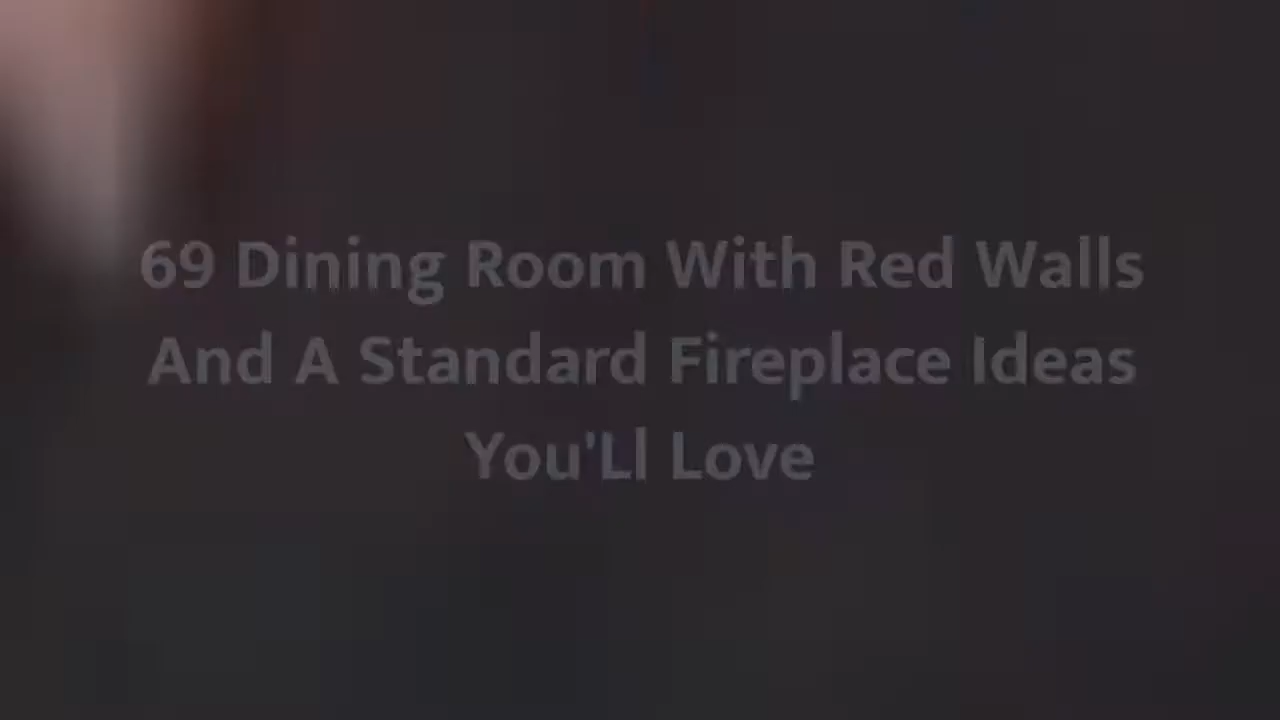 69 Dining Room With Red Walls
And A Standard Fireplace Ideas
You'Ll Love